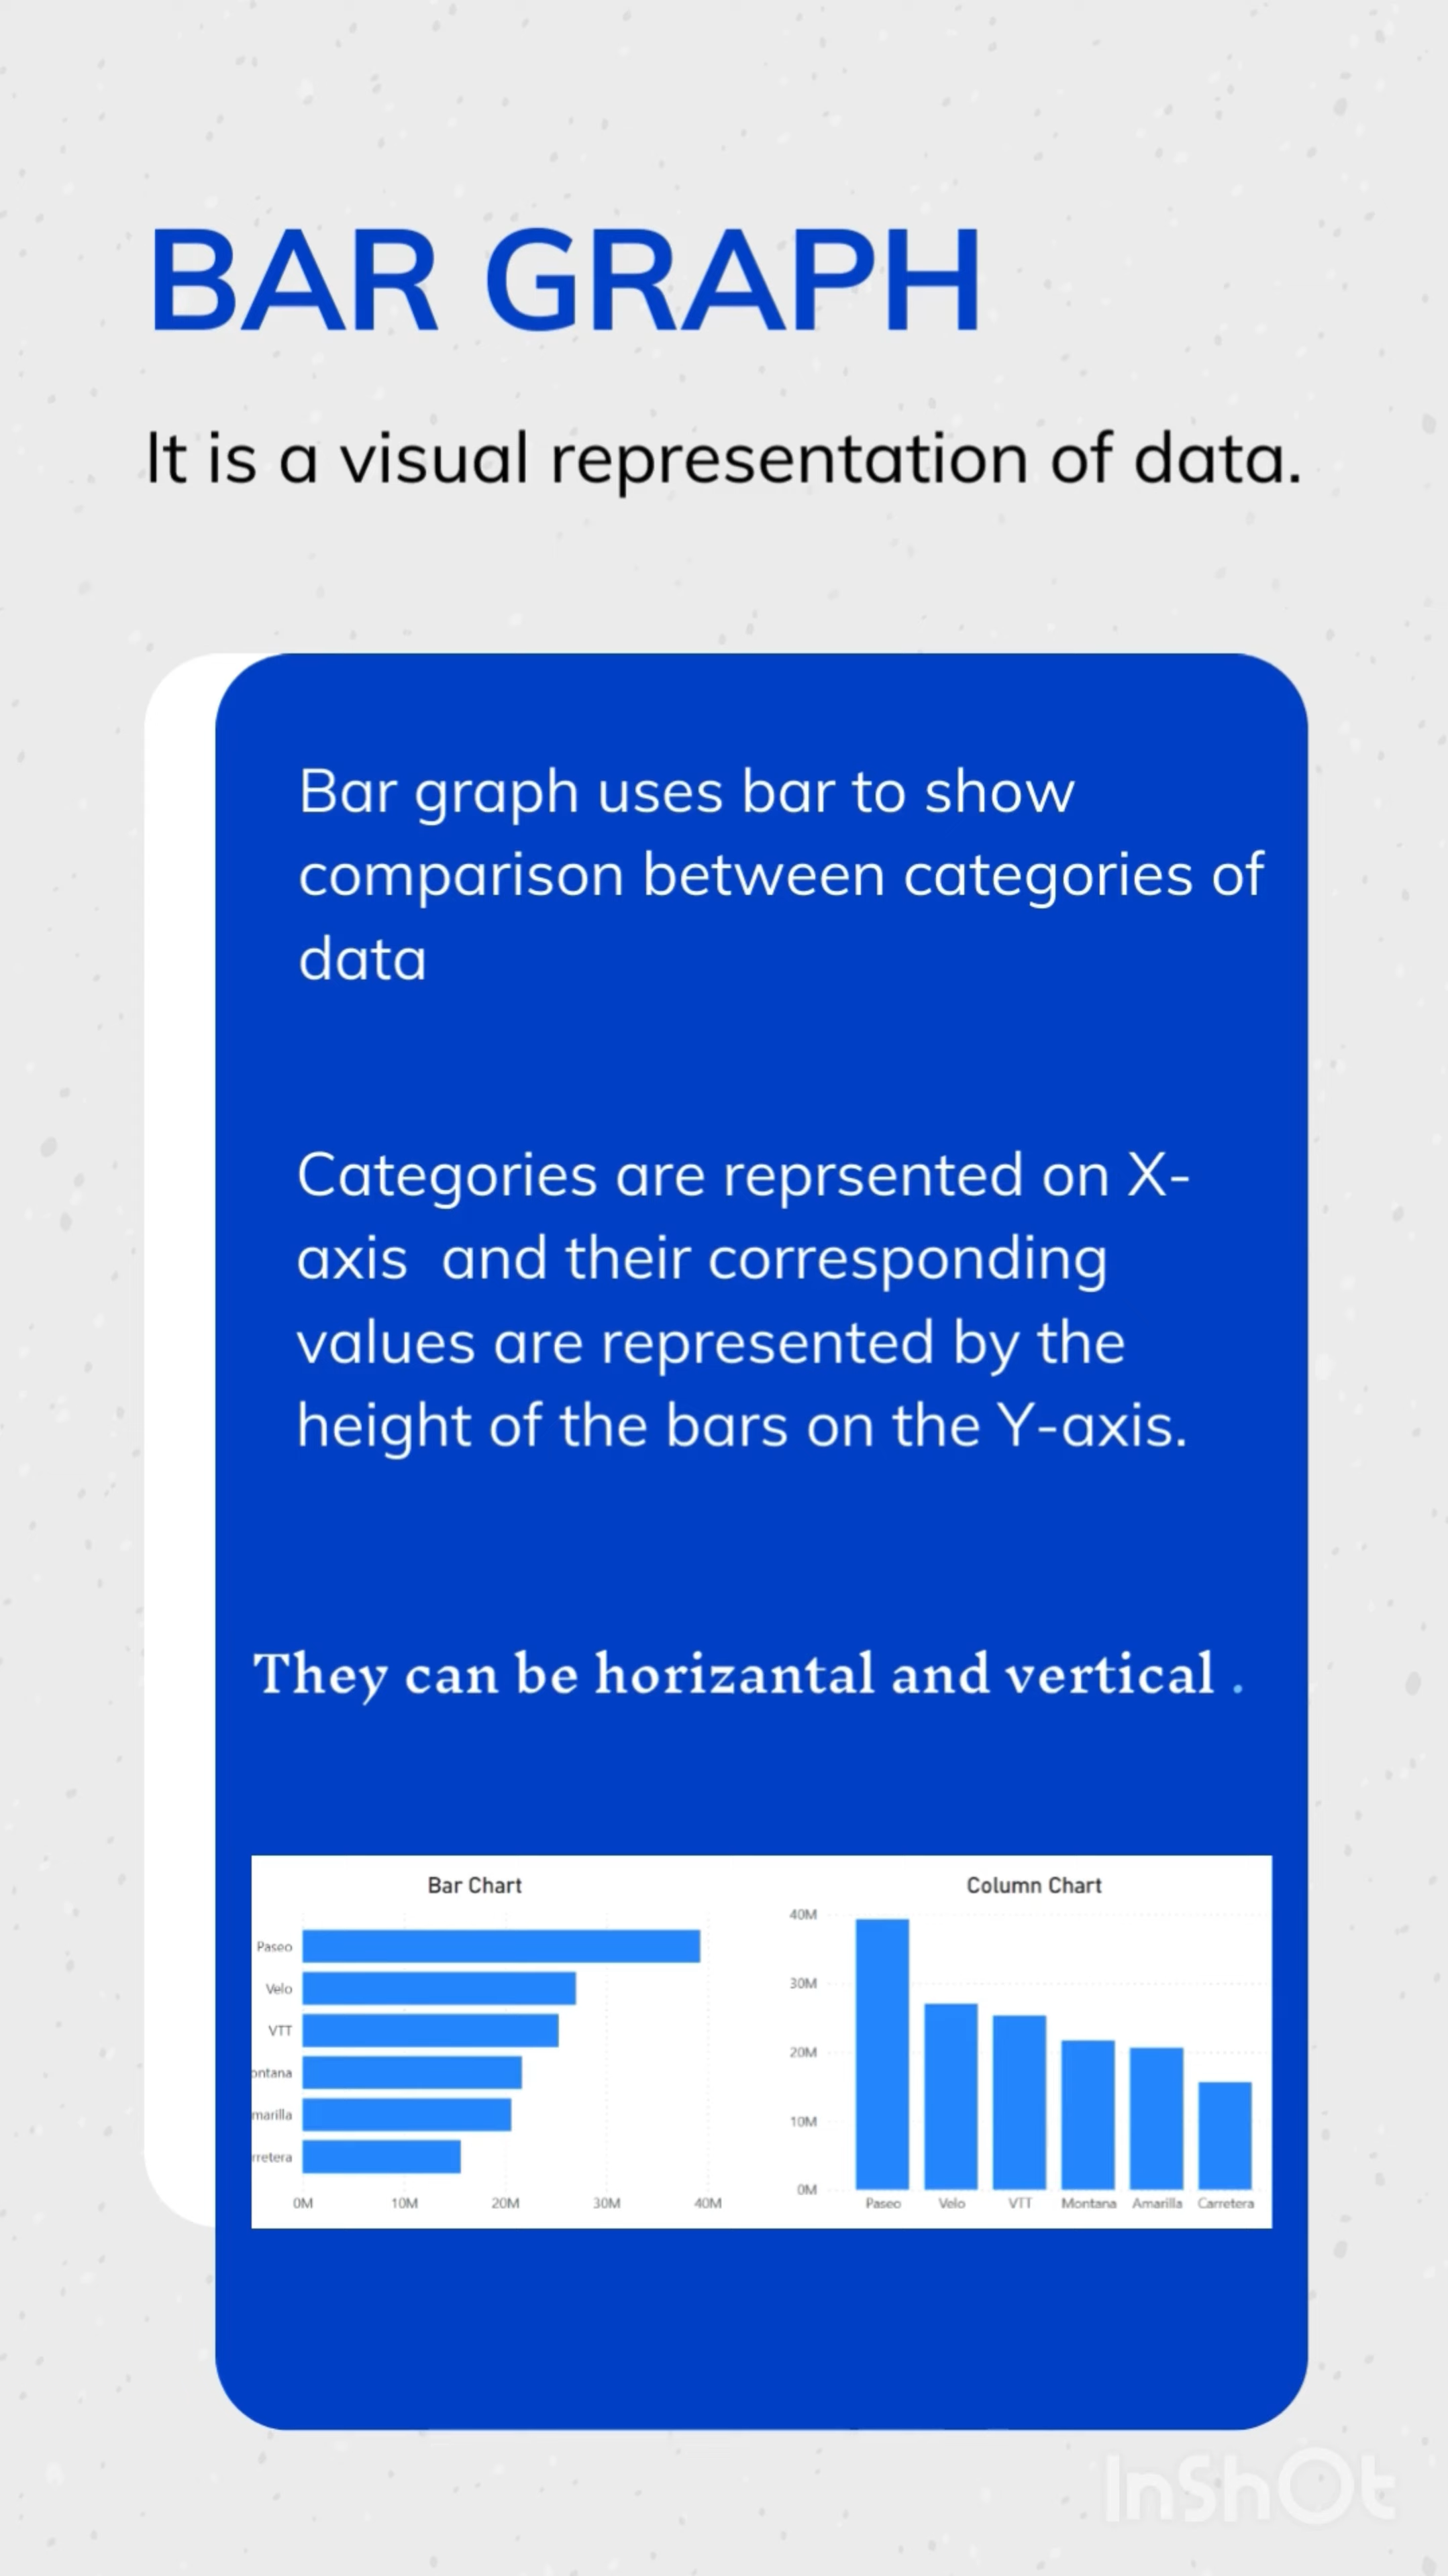 BAR GRAPH
It is a visual representation of data.
Bar graph uses bar to show
comparison between categories of
data
Categories are reprsented on X-
axis  and their corresponding
values are represented by the
height of the bars on the Y-axis.
They can be horizantal and vertical .
Bar Chart
Paseo
Velo
VTT
ontana
marilla
rretera
0M 10M 20M 30M 40M
Column Chart
40M
30M
20M
10M
0M
Paseo Velo VTT Montana Amarilla Carretera
InShOt